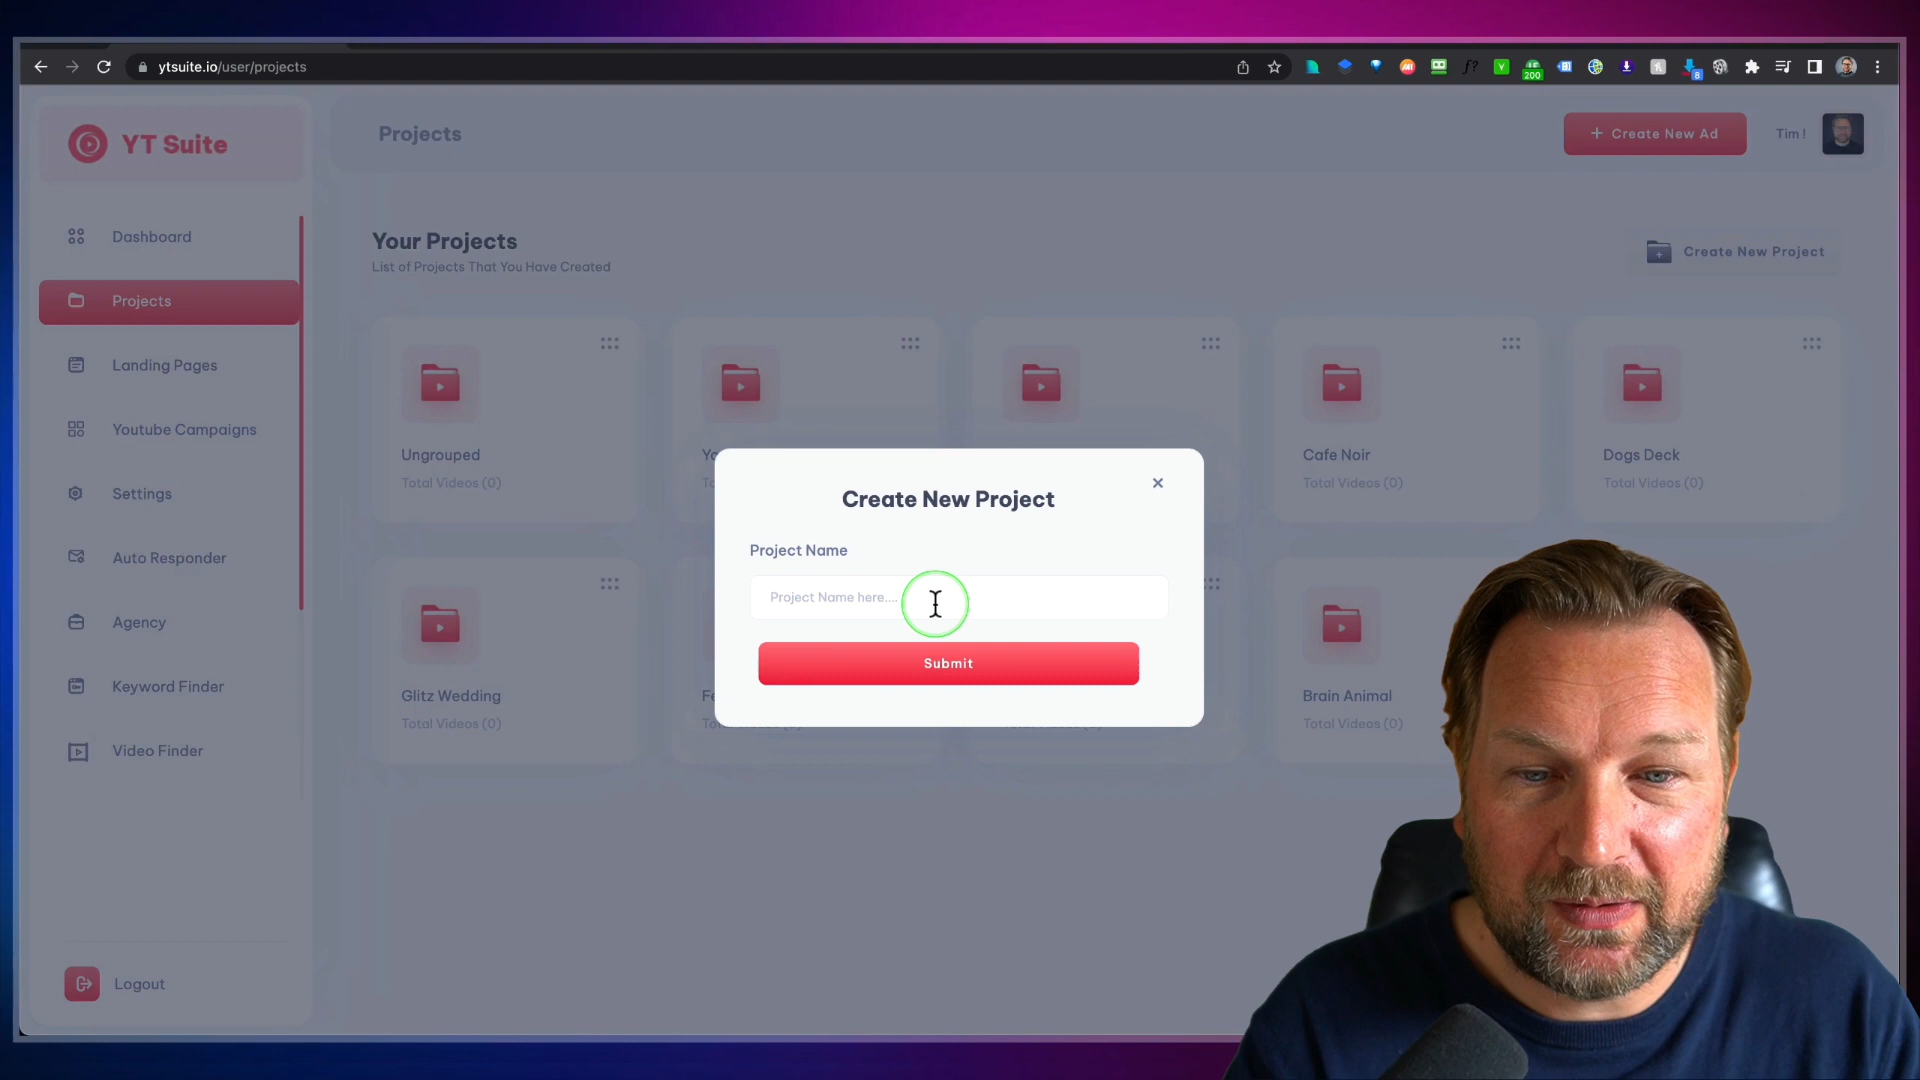 ytsuite.io/user/projects
200
8
YT Suite
Projects
+ Create New Ad
Tim !
Dashboard
Projects
Landing Pages
Youtube Campaigns
Settings
Auto Responder
Agency
Keyword Finder
Video Finder
Logout
Your Projects
List of Projects That You Have Created
Create New Project
Ungrouped
Total Videos (0)
Cafe Noir
Total Videos (0)
Dogs Deck
Total Videos (0)
Create New Project
Project Name
Project Name here....
Submit
Glitz Wedding
Total Videos (0)
Brain Animal
Total Videos (0)